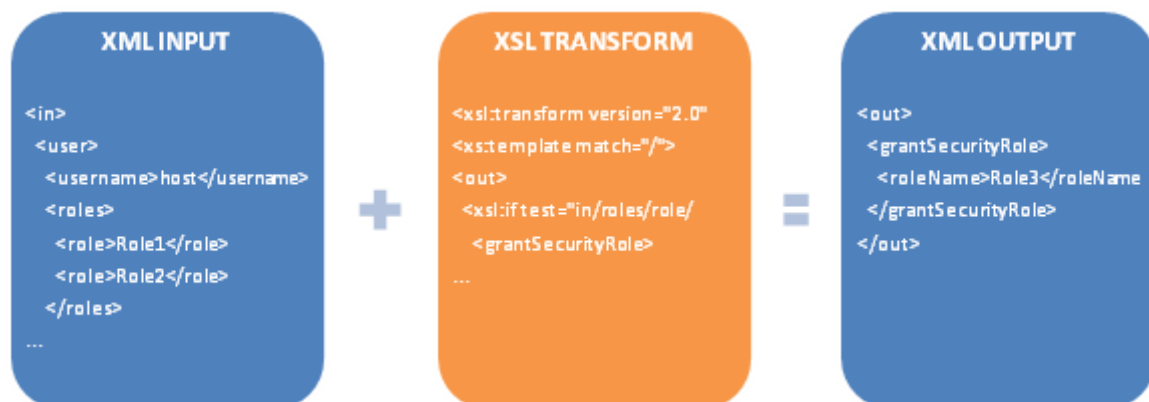 XML INPUT
<in>
<user>
<username>host</username>
<roles>
<role>Role1</role>
<role>Role2</role>
</roles>
...
XSL TRANSFORM
<xsl:transform version="2.0"
<xs:template match="/">
<out>
<xsl:if test="in/roles/role/
<grantSecurityRole>
...
XML OUTPUT
<out>
<grantSecurityRole>
<roleName>Role3</roleName
</grantSecurityRole>
</out>